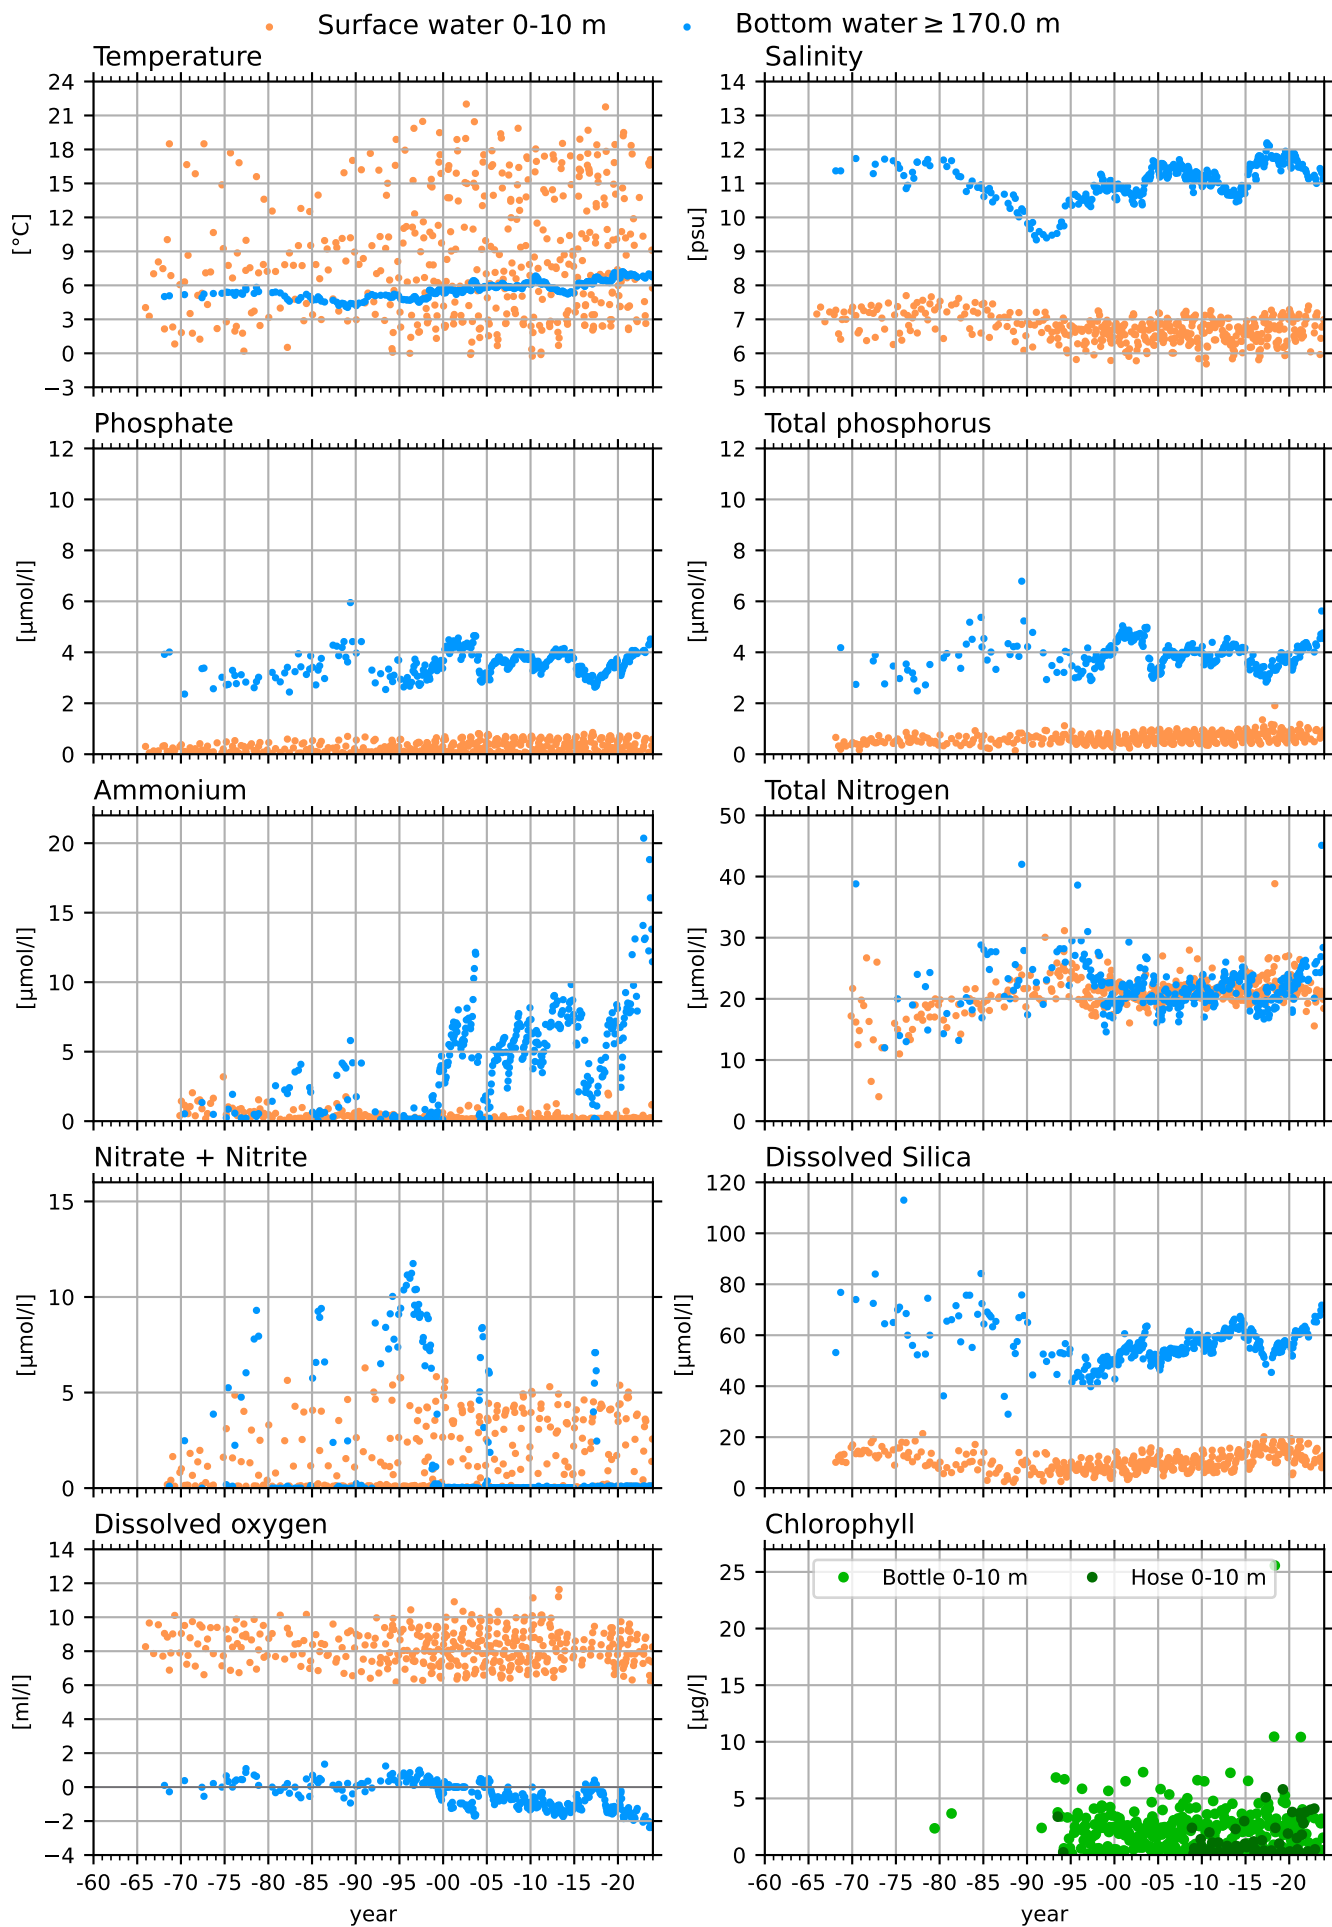 Surface water 0-10 m Bottom water ≥ 170.0 m
Temperature Salinity
24 21 18 15 12 9 6 3 0 −3
[°C]
14 13 12 11 10 9 8 7 6 5
[psu]
Phosphate Total phosphorus
12 10 8 6 4 2 0
[µmol/l]
12 10 8 6 4 2 0
[µmol/l]
Ammonium Total Nitrogen
20 15 10 5 0
[µmol/l]
50 40 30 20 10 0
[µmol/l]
Nitrate + Nitrite Dissolved Silica
15 10 5 0
[µmol/l]
120 100 80 60 40 20 0
[µmol/l]
Dissolved oxygen Chlorophyll
14 12 10 8 6 4 2 0 −2 −4
[ml/l]
25 20 15 10 5 0
[µg/l]
Bottle 0-10 m Hose 0-10 m
-60 -65 -70 -75 -80 -85 -90 -95 -00 -05 -10 -15 -20
-60 -65 -70 -75 -80 -85 -90 -95 -00 -05 -10 -15 -20
year year